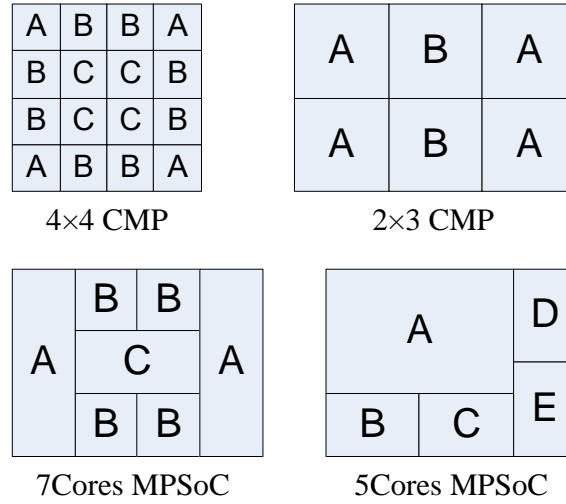 A B B A
B C C B
B C C B
A B B A
4×4 CMP
A B A
A B A
2×3 CMP
B B
A C A
B B
7Cores MPSoC
A D
B C E
5Cores MPSoC